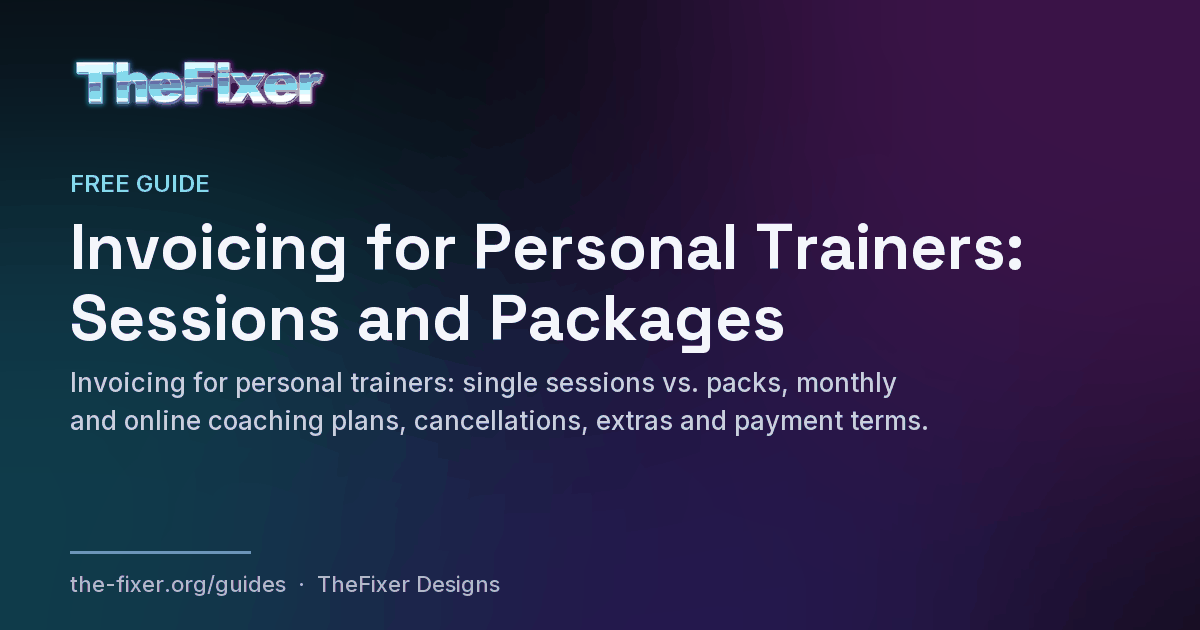 TheFixer
FREE GUIDE
Invoicing for Personal Trainers:
Sessions and Packages
Invoicing for personal trainers: single sessions vs. packs, monthly
and online coaching plans, cancellations, extras and payment terms.
the-fixer.org/guides · TheFixer Designs